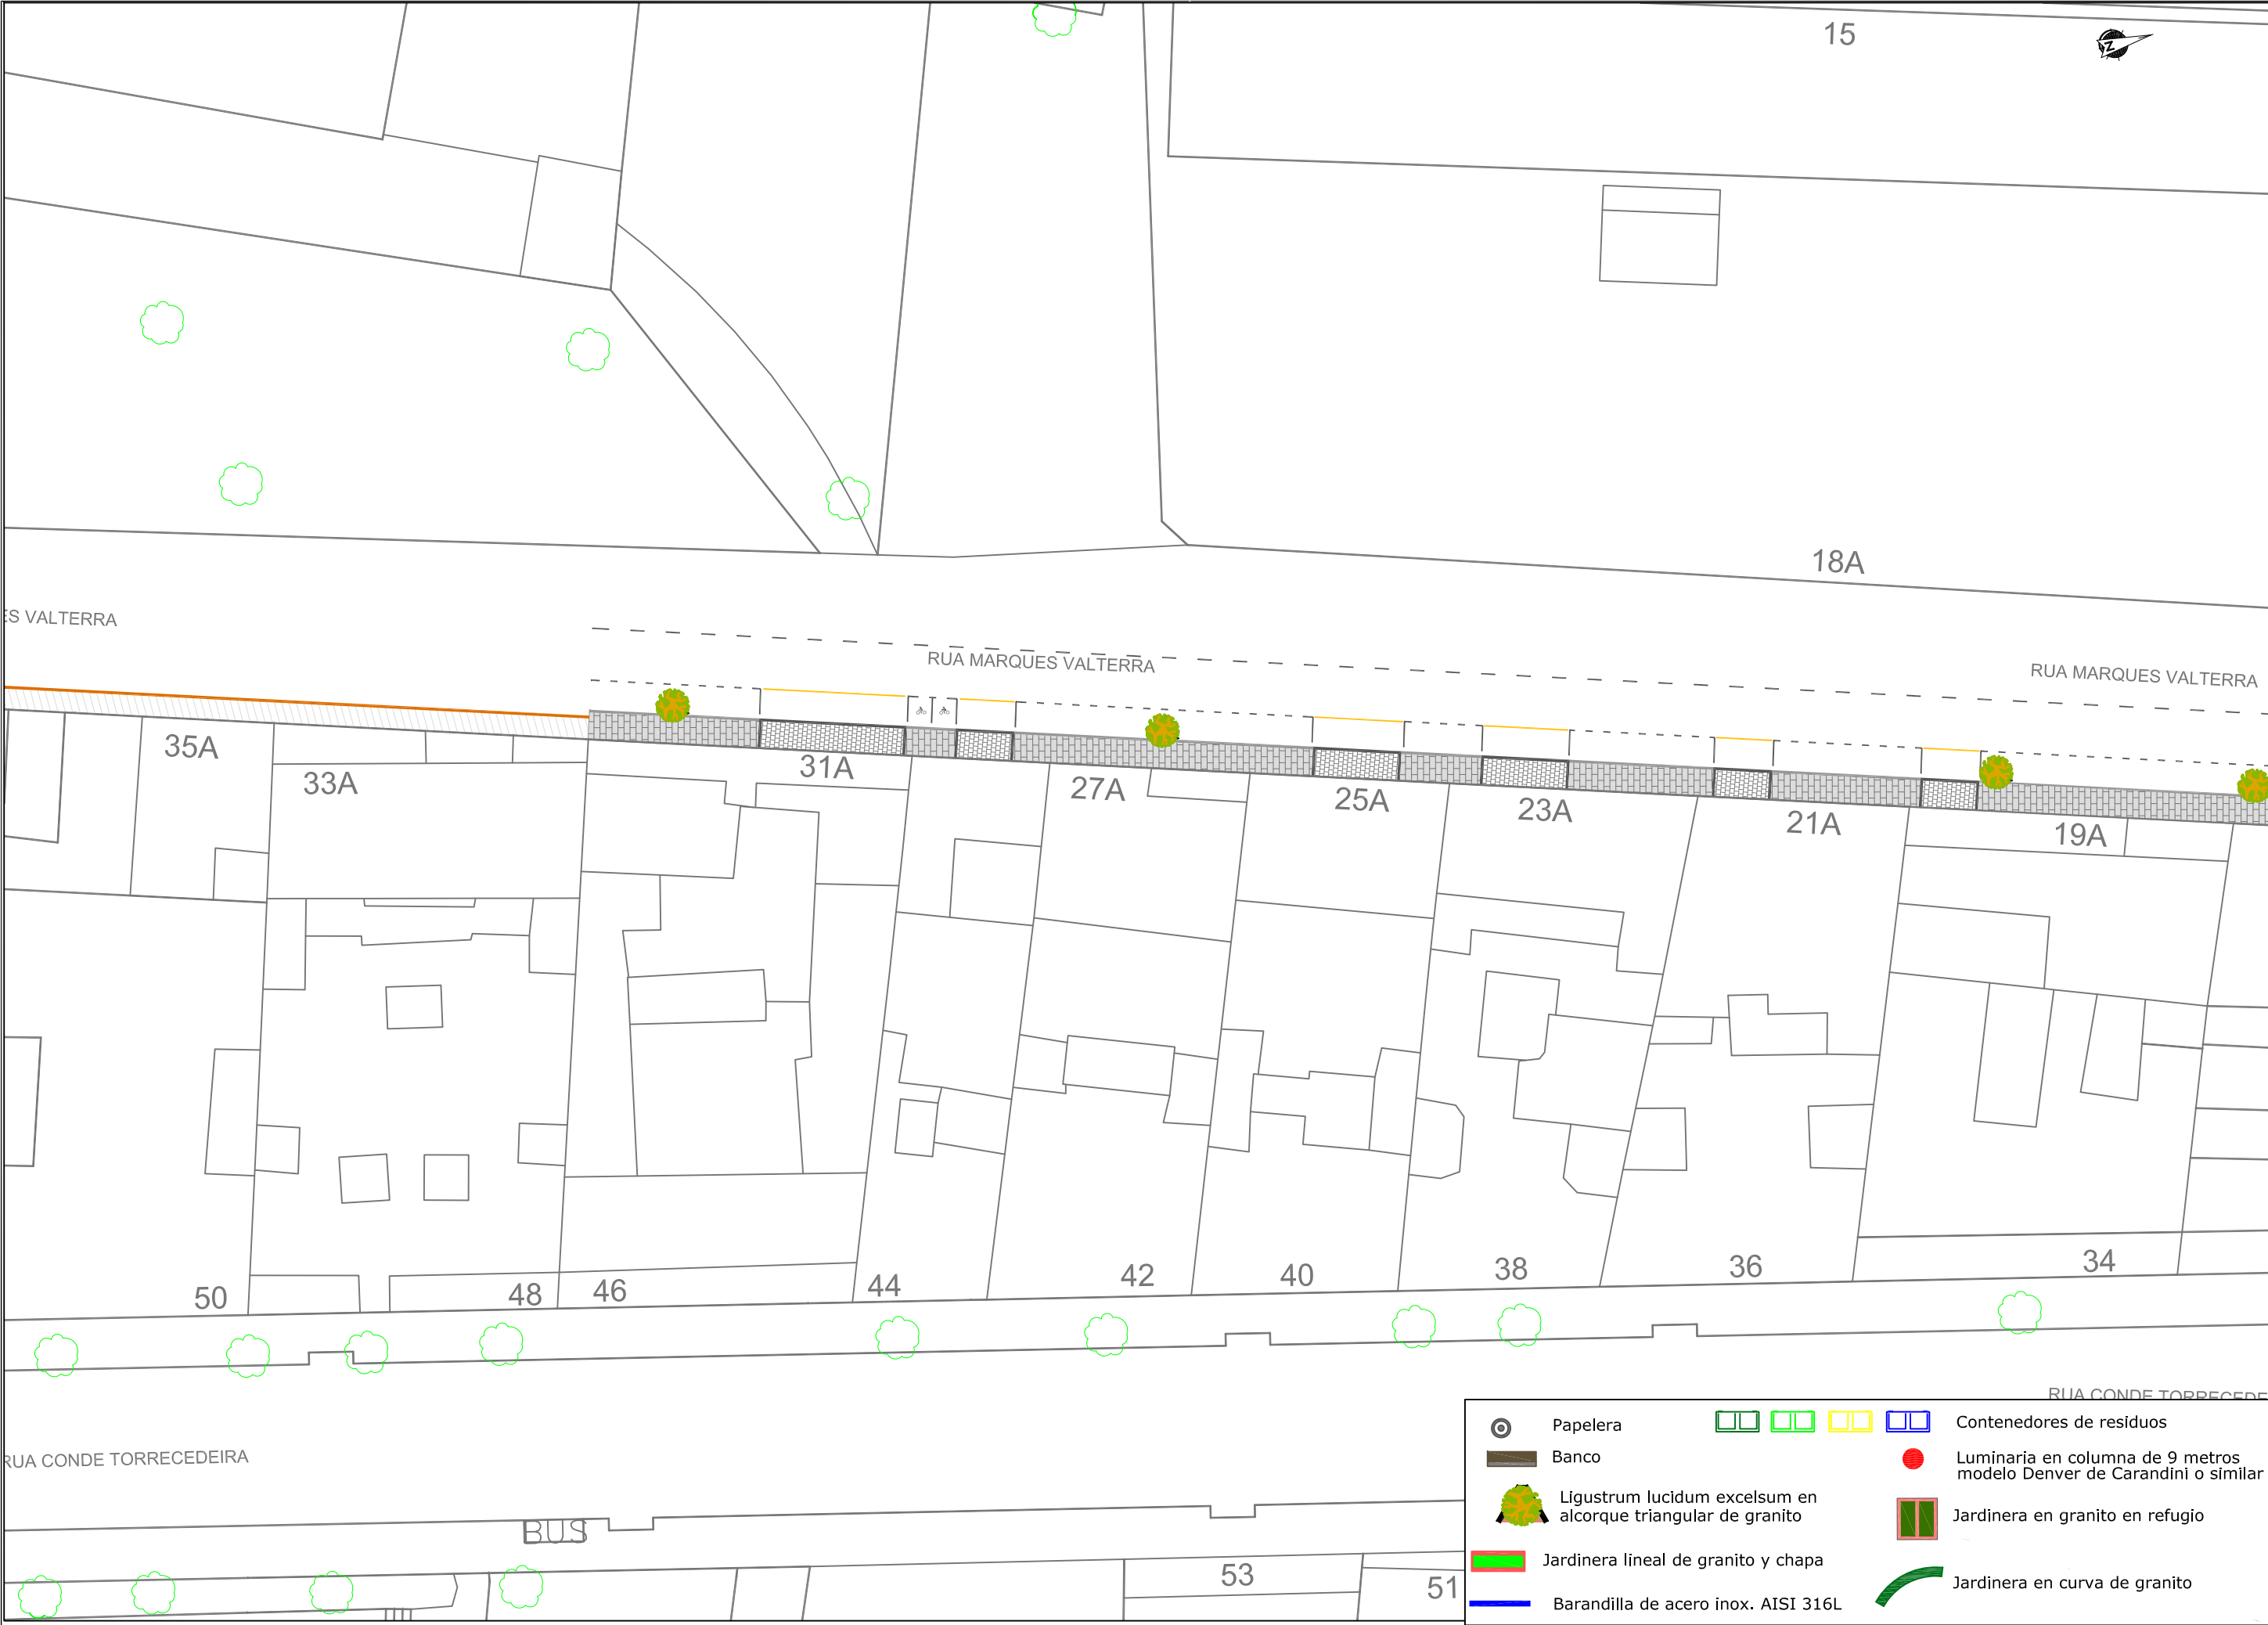 15
N
18A
ES VALTERRA
RUA MARQUES VALTERRA
RUA MARQUES VALTERRA
35A
33A
31A
27A
25A
23A
21A
19A
50
48
46
44
42
40
38
36
34
RUA CONDE TORRECEDE
RUA CONDE TORRECEDEIRA
BUS
53
51
Papelera
Contenedores de residuos
Banco
Luminaria en columna de 9 metros
modelo Denver de Carandini o similar
Ligustrum lucidum excelsum en
alcorque triangular de granito
Jardinera en granito en refugio
Jardinera lineal de granito y chapa
Jardinera en curva de granito
Barandilla de acero inox. AISI 316L